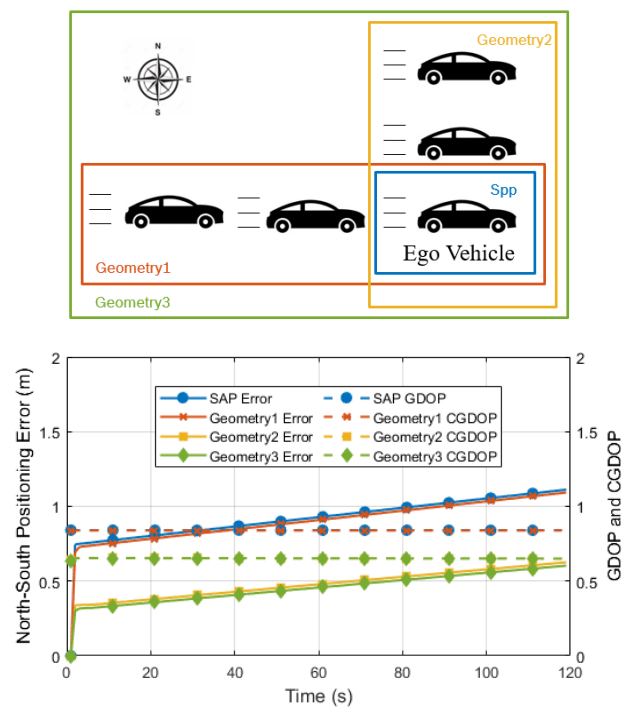 Geometry2
N
W
E
S
Spp
Ego Vehicle
Geometry1
Geometry3
North-South Positioning Error (m)
2
1.5
1
0.5
0
SAP Error
Geometry1 Error
Geometry2 Error
Geometry3 Error
SAP GDOP
Geometry1 CGDOP
Geometry2 CGDOP
Geometry3 CGDOP
2
1.5
1
0.5
0
GDOP and CGDOP
0 20 40 60 80 100 120
Time (s)